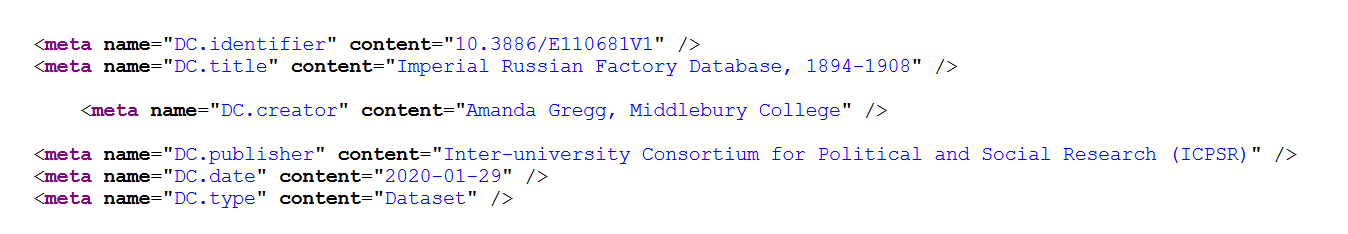 <meta name="DC.identifier" content="10.3886/E110681V1" />
<meta name="DC.title" content="Imperial Russian Factory Database, 1894-1908" />
<meta name="DC.creator" content="Amanda Gregg, Middlebury College" />
<meta name="DC.publisher" content="Inter-university Consortium for Political and Social Research (ICPSR)" />
<meta name="DC.date" content="2020-01-29" />
<meta name="DC.type" content="Dataset" />